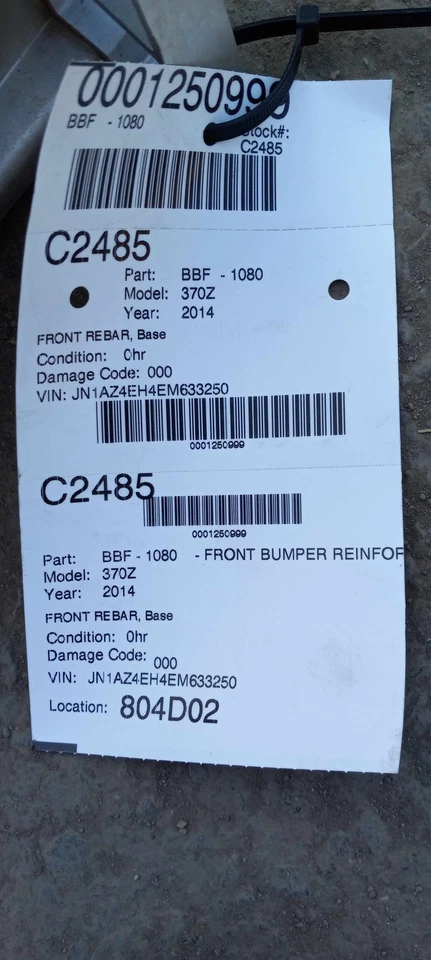 0001250999
BBF - 1080
Stock#:
C2485
C2485
Part: BBF - 1080
Model: 370Z
Year: 2014
FRONT REBAR, Base
Condition: 0hr
Damage Code: 000
VIN: JN1AZ4EH4EM633250
0001250999
C2485
0001250999
Part: BBF - 1080 - FRONT BUMPER REINFOR
Model: 370Z
Year: 2014
FRONT REBAR, Base
Condition: 0hr
Damage Code: 000
VIN: JN1AZ4EH4EM633250
Location: 804D02